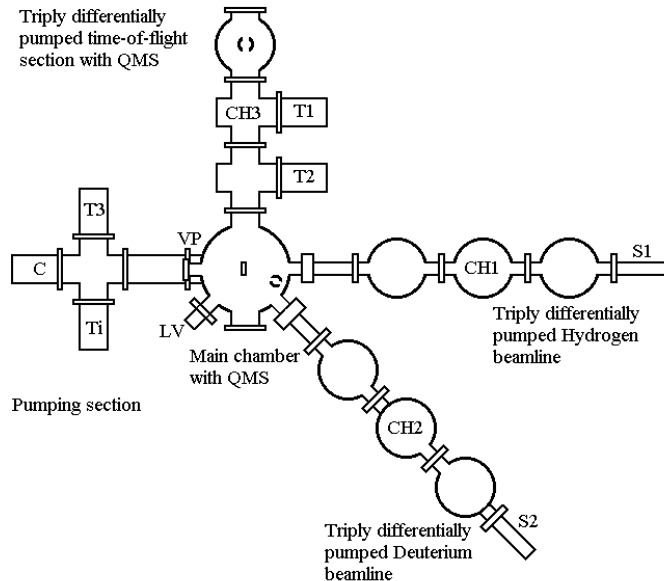 Triply differentially
pumped time-of-flight
section with QMS
CH3
T1
T2
T3
VP
C
Ti
LV
Main chamber
with QMS
Pumping section
CH1
S1
Triply differentially
pumped Hydrogen
beamline
CH2
S2
Triply differentially
pumped Deuterium
beamline